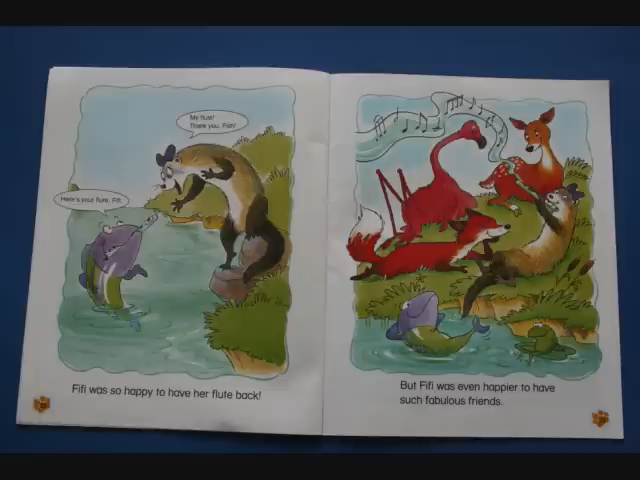 My flute!
Thank you, Fish!
Here's your flute, Fifi.
Fifi was so happy to have her flute back!
But Fifi was even happier to have
such fabulous friends.